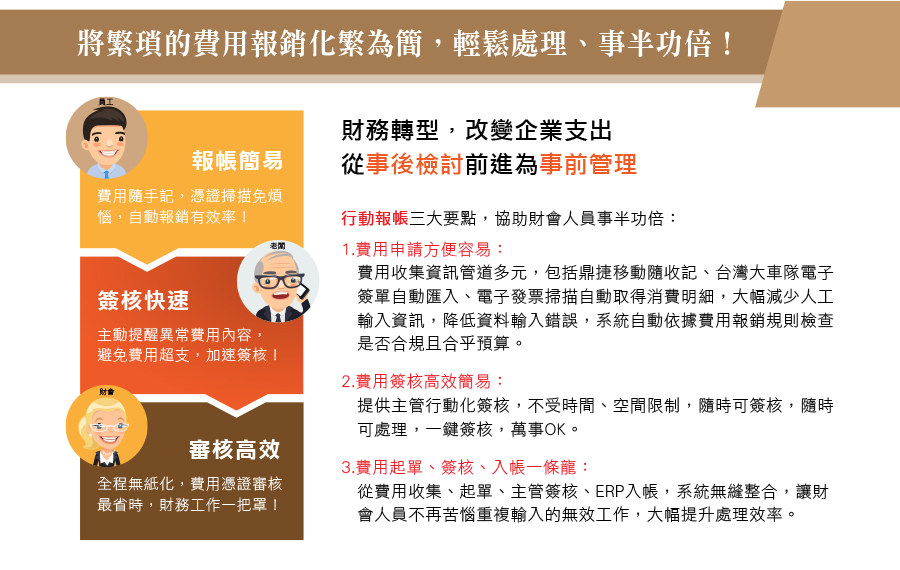 將繁瑣的費用報銷化繁為簡，輕鬆處理、事半功倍！
員工
報帳簡易
費用隨手記，憑證掃描免煩
惱，自動報銷有效率！
老闆
簽核快速
主動提醒異常費用內容，
避免費用超支，加速簽核！
財會
審核高效
全程無紙化，費用憑證審核
最省時，財務工作一把罩！
財務轉型，改變企業支出
從事後檢討前進為事前管理
行動報帳三大要點，協助財會人員事半功倍：
1.費用申請方便容易：
費用收集資訊管道多元，包括鼎捷移動隨收記、台灣大車隊電子
簽單自動匯入、電子發票掃描自動取得消費明細，大幅減少人工
輸入資訊，降低資料輸入錯誤，系統自動依據費用報銷規則檢查
是否合規且合乎預算。
2.費用簽核高效簡易：
提供主管行動化簽核，不受時間、空間限制，隨時可簽核，隨時
可處理，一鍵簽核，萬事OK。
3.費用起單、簽核、入帳一條龍：
從費用收集、起單、主管簽核、ERP入帳，系統無縫整合，讓財
會人員不再苦惱重複輸入的無效工作，大幅提升處理效率。